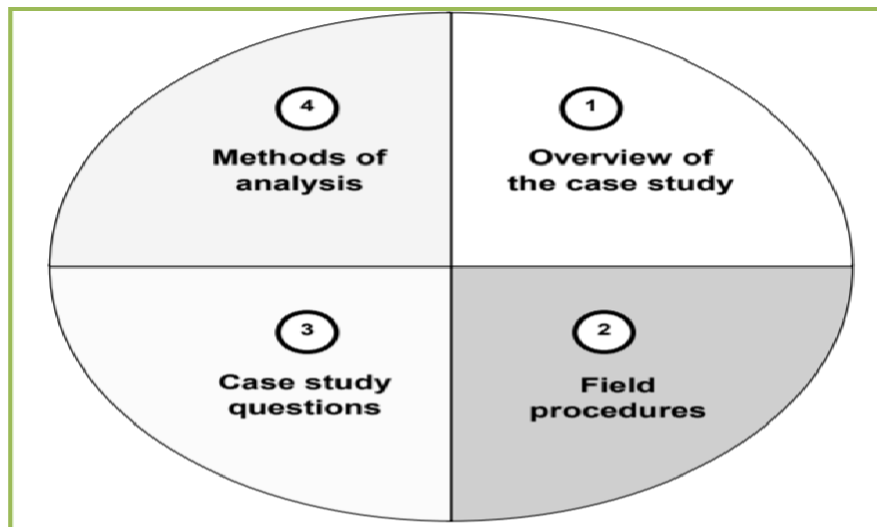 4
Methods of
analysis
1
Overview of
the case study
3
Case study
questions
2
Field
procedures